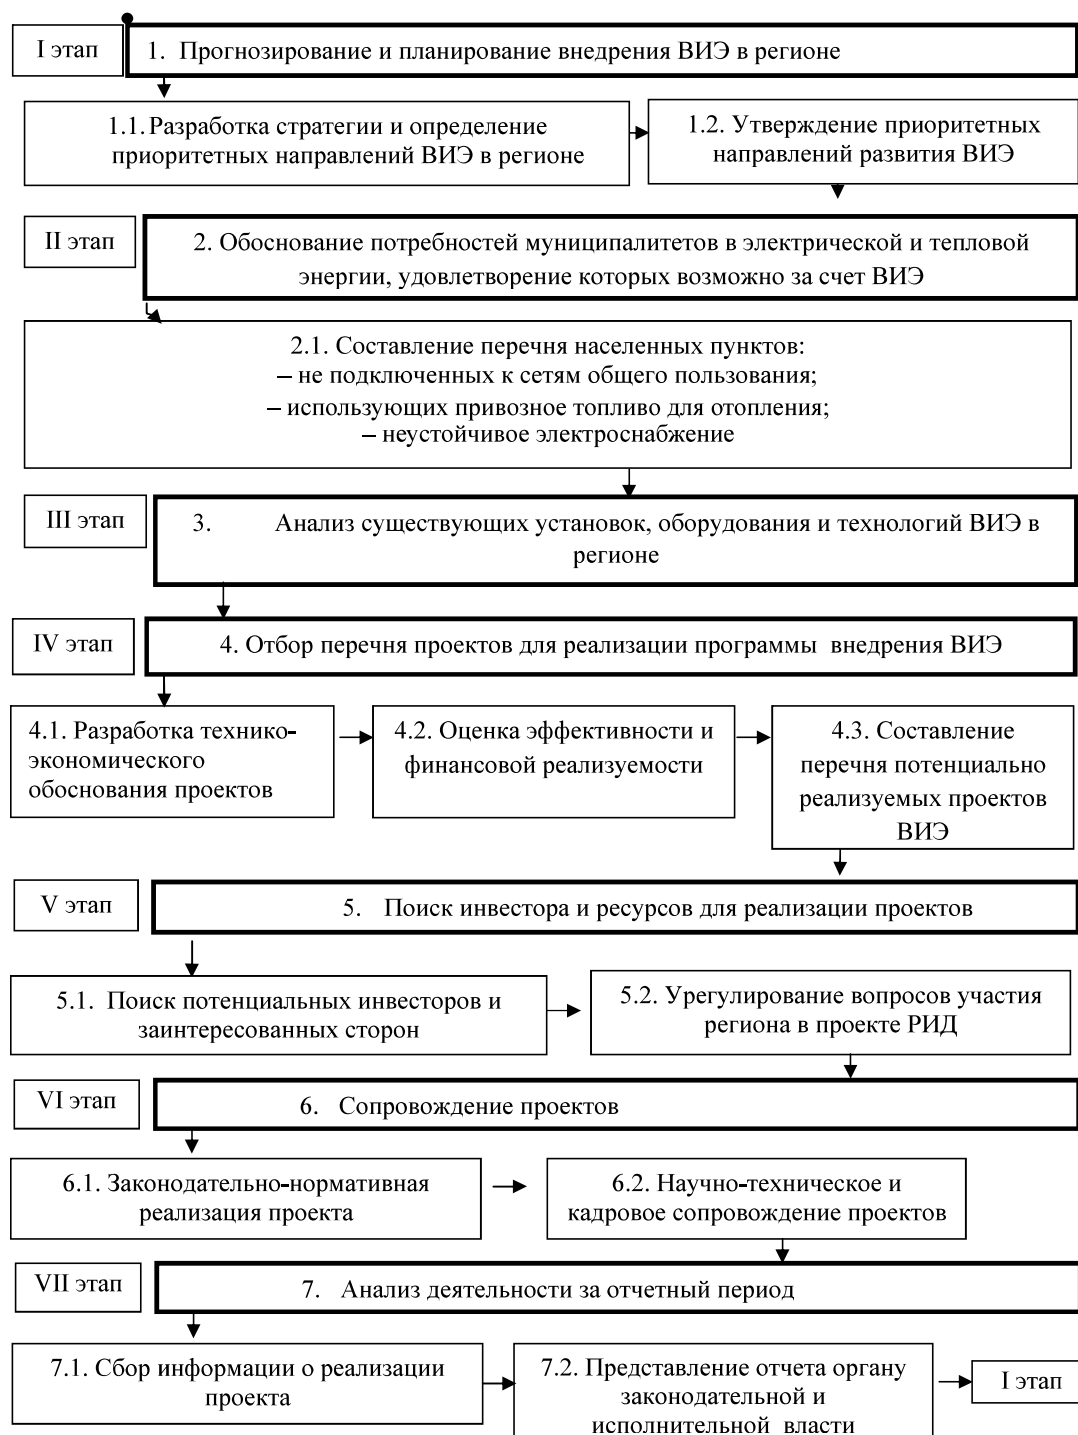 I этап
1. Прогнозирование и планирование внедрения ВИЭ в регионе
1.1. Разработка стратегии и определение
приоритетных направлений ВИЭ в регионе
1.2. Утверждение приоритетных
направлений развития ВИЭ
II этап
2. Обоснование потребностей муниципалитетов в электрической и тепловой
энергии, удовлетворение которых возможно за счет ВИЭ
2.1. Составление перечня населенных пунктов:
– не подключенных к сетям общего пользования;
– использующих привозное топливо для отопления;
– неустойчивое электроснабжение
III этап
3. Анализ существующих установок, оборудования и технологий ВИЭ в
регионе
IV этап
4. Отбор перечня проектов для реализации программы внедрения ВИЭ
4.1. Разработка технико-
экономического
обоснования проектов
4.2. Оценка эффективности и
финансовой реализуемости
4.3. Составление
перечня потенциально
реализуемых проектов
ВИЭ
V этап
5. Поиск инвестора и ресурсов для реализации проектов
5.1. Поиск потенциальных инвесторов и
заинтересованных сторон
5.2. Урегулирование вопросов участия
региона в проекте РИД
VI этап
6. Сопровождение проектов
6.1. Законодательно-нормативная
реализация проекта
6.2. Научно-техническое и
кадровое сопровождение проектов
VII этап
7. Анализ деятельности за отчетный период
7.1. Сбор информации о реализации
проекта
7.2. Представление отчета органу
законодательной и
исполнительной власти
I этап